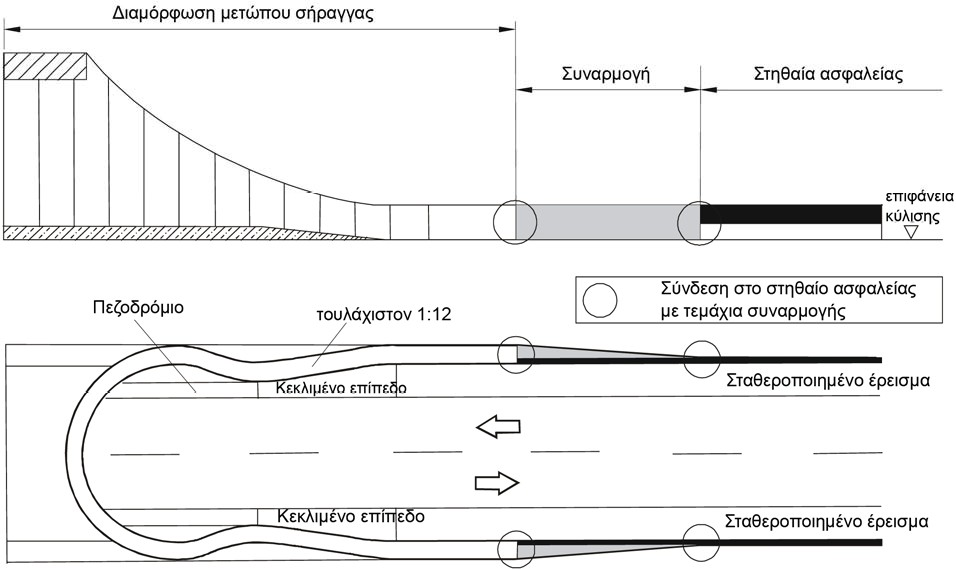 Διαμόρφωση μετώπου σήραγγας
Συναρμογή
Στηθαία ασφαλείας
επιφάνεια
κύλισης
Σύνδεση στο στηθαίο ασφαλείας
με τεμάχια συναρμογής
Πεζοδρόμιο
τουλάχιστον 1:12
Κεκλιμένο επίπεδο
Σταθεροποιημένο έρεισμα
Κεκλιμένο επίπεδο
Σταθεροποιημένο έρεισμα